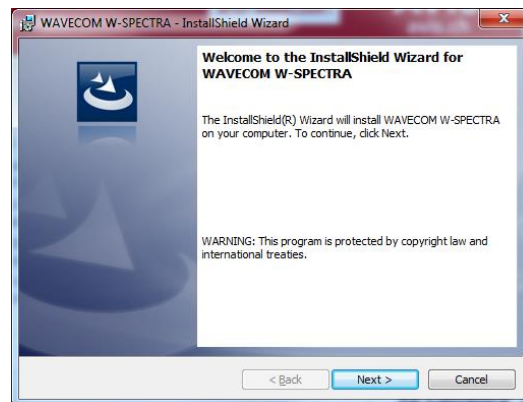 WAVECOM W-SPECTRA - InstallShield Wizard
Welcome to the InstallShield Wizard for
WAVECOM W-SPECTRA
The InstallShield(R) Wizard will install WAVECOM W-SPECTRA
on your computer. To continue, click Next.
WARNING: This program is protected by copyright law and
international treaties.
< Back Next > Cancel